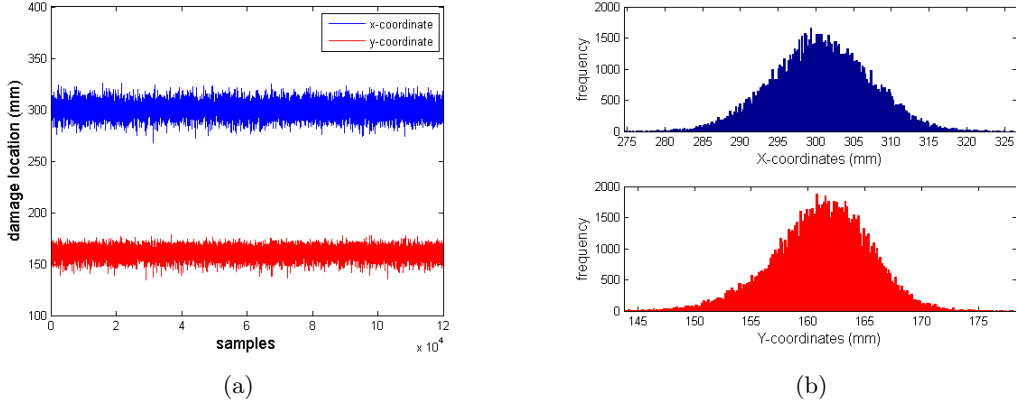 400
350
300
250
200
150
100
damage location (mm)
x-coordinate
y-coordinate
0 2 4 6 8 10 12
samples
x 10^4
(a)
2000
1500
1000
500
0
frequency
275 280 285 290 295 300 305 310 315 320 325
X-coordinates (mm)
2000
1500
1000
500
0
frequency
145 150 155 160 165 170 175
Y-coordinates (mm)
(b)